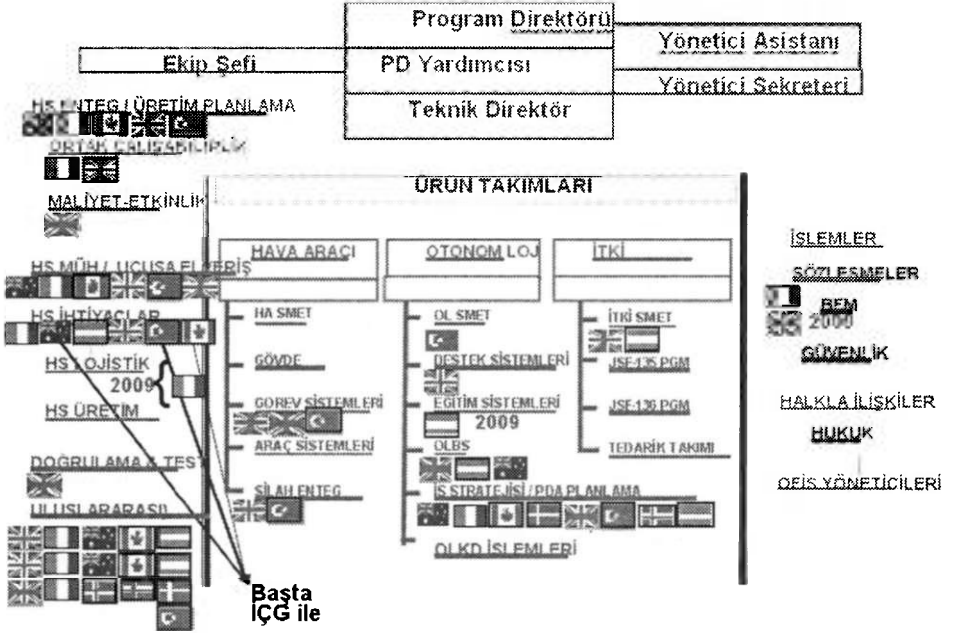 Program Direktörü
Yönetici Asistanı
Ekip Şefi
PD Yardımcısı
Yönetici Sekreteri
Teknik Direktör
HS ENTEG / ÜRETİM PLANLAMA
ORTAK
MALİYET-ETKİNLİK
HS MÜH / UÇUŞA ELVERİŞ
HS İHTİYAÇLAR
HS LOJİSTİK
2009
HS ÜRETİM
DOĞRULAMA & TEST
ULUSLARARASI
ÜRÜN TAKIMLARI
HAVA ARACI
HA SMET
GÖVDE
GÖREV SİSTEMLERİ
ARAÇ SİSTEMLERİ
SİLAH ENTEG
OTONOM LOJ
OL SMET
DESTEK SİSTEMLERİ
EĞİTİM SİSTEMLERİ
2009
OLBS
İŞ STRATEJİSİ / PDA PLANLAMA
OLKD İŞLEMLERİ
İTKİ
İTKİ SMET
JSF-135 PGM
JSF-136 PGM
TEDARİK TAKIMI
İŞLEMLER
SÖZLEŞMELER
BFM
GÜVENLİK
HALKLA İLİŞKİLER
HUKUK
OFİS YÖNETİCİLERİ
Başta
İÇG ile